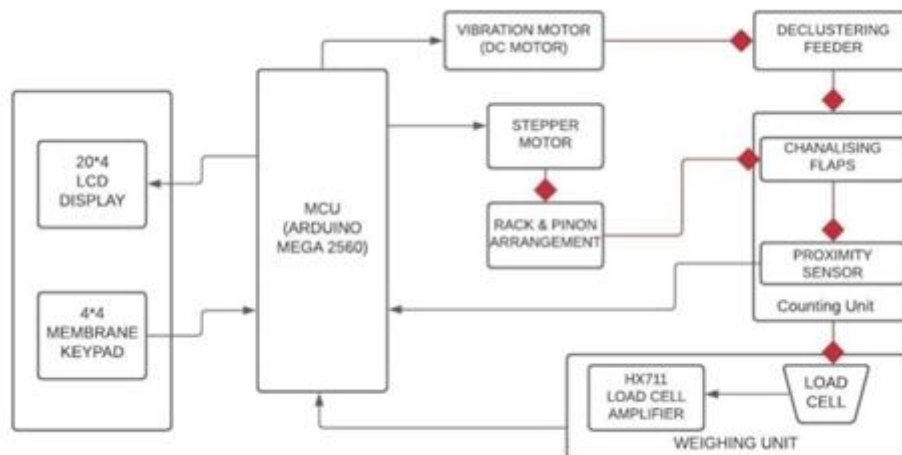 VIBRATION MOTOR
(DC MOTOR)
DECLUSTERING
FEEDER
20*4
LCD
DISPLAY
4*4
MEMBRANE
KEYPAD
MCU
(ARDUINO
MEGA 2560)
STEPPER
MOTOR
RACK & PINON
ARRANGEMENT
CHANALISING
FLAPS
PROXIMITY
SENSOR
Counting Unit
HX711
LOAD CELL
AMPLIFIER
LOAD
CELL
WEIGHING UNIT